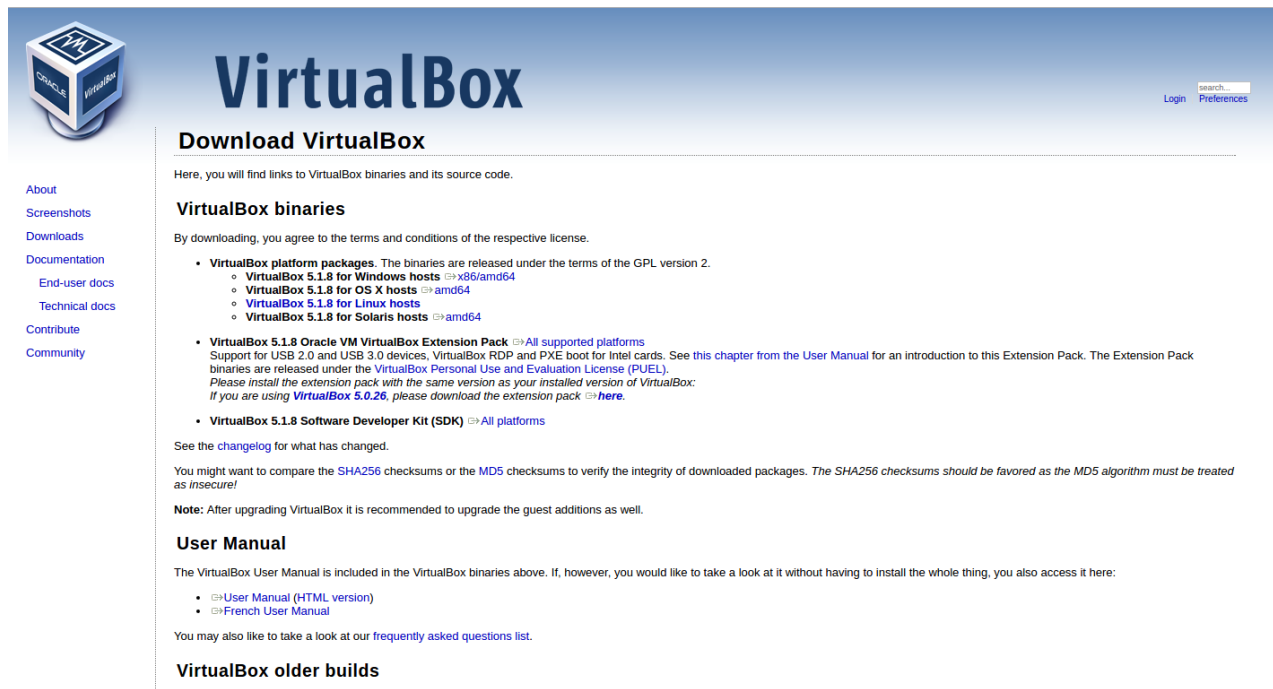 ORACLE
VirtualBox
VirtualBox
search...
Login Preferences
About
Screenshots
Downloads
Documentation
End-user docs
Technical docs
Contribute
Community
Download VirtualBox
Here, you will find links to VirtualBox binaries and its source code.
VirtualBox binaries
By downloading, you agree to the terms and conditions of the respective license.
• VirtualBox platform packages. The binaries are released under the terms of the GPL version 2.
◦ VirtualBox 5.1.8 for Windows hosts x86/amd64
◦ VirtualBox 5.1.8 for OS X hosts amd64
◦ VirtualBox 5.1.8 for Linux hosts
◦ VirtualBox 5.1.8 for Solaris hosts amd64
• VirtualBox 5.1.8 Oracle VM VirtualBox Extension Pack All supported platforms
Support for USB 2.0 and USB 3.0 devices, VirtualBox RDP and PXE boot for Intel cards. See this chapter from the User Manual for an introduction to this Extension Pack. The Extension Pack
binaries are released under the VirtualBox Personal Use and Evaluation License (PUEL).
Please install the extension pack with the same version as your installed version of VirtualBox:
If you are using VirtualBox 5.0.26, please download the extension pack here.
• VirtualBox 5.1.8 Software Developer Kit (SDK) All platforms
See the changelog for what has changed.
You might want to compare the SHA256 checksums or the MD5 checksums to verify the integrity of downloaded packages. The SHA256 checksums should be favored as the MD5 algorithm must be treated
as insecure!
Note: After upgrading VirtualBox it is recommended to upgrade the guest additions as well.
User Manual
The VirtualBox User Manual is included in the VirtualBox binaries above. If, however, you would like to take a look at it without having to install the whole thing, you also access it here:
• User Manual (HTML version)
• French User Manual
You may also like to take a look at our frequently asked questions list.
VirtualBox older builds